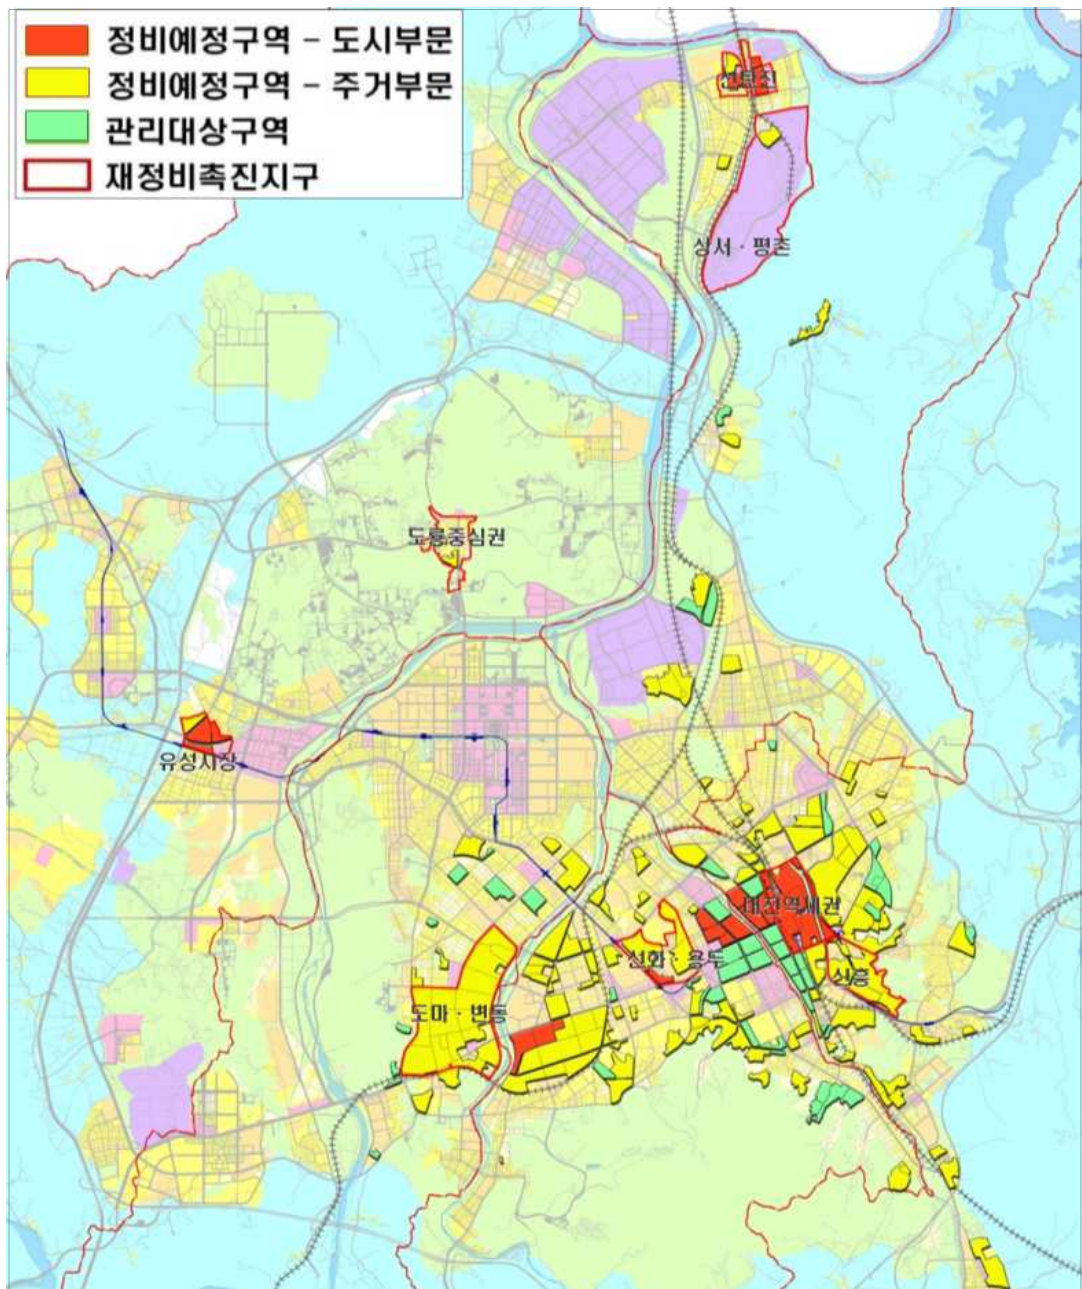 정비예정구역 – 도시부문
정비예정구역 – 주거부문
관리대상구역
재정비촉진지구
신탄진
상서 · 평촌
도룡중심권
유성시장
대전역세권
선화 · 용두
신흥
도마 · 변동